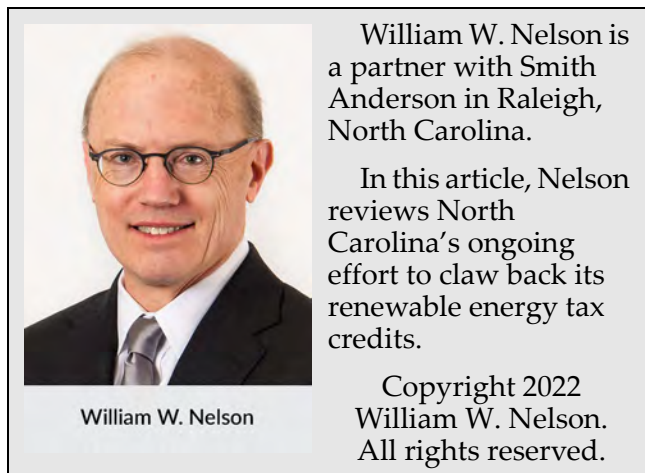 William W. Nelson
William W. Nelson is
a partner with Smith
Anderson in Raleigh,
North Carolina.
In this article, Nelson
reviews North
Carolina's ongoing
effort to claw back its
renewable energy tax
credits.
Copyright 2022
William W. Nelson.
All rights reserved.